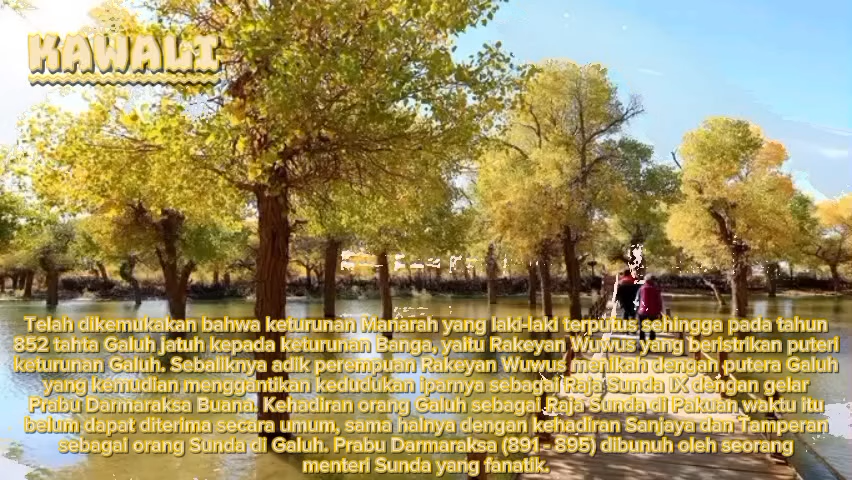 KAWALI
Telah dikemukakan bahwa keturunan Manarah yang laki-laki terputus sehingga pada tahun
852 tahta Galuh jatuh kepada keturunan Banga, yaitu Rakeyan Wuwus yang beristrikan puteri
keturunan Galuh. Sebaliknya adik perempuan Rakeyan Wuwus menikah dengan putera Galuh
yang kemudian menggantikan kedudukan iparnya sebagai Raja Sunda IX dengan gelar
Prabu Darmaraksa Buana. Kehadiran orang Galuh sebagai Raja Sunda di Pakuan waktu itu
belum dapat diterima secara umum, sama halnya dengan kehadiran Sanjaya dan Tamperan
sebagai orang Sunda di Galuh. Prabu Darmaraksa (891 - 895) dibunuh oleh seorang
menteri Sunda yang fanatik.